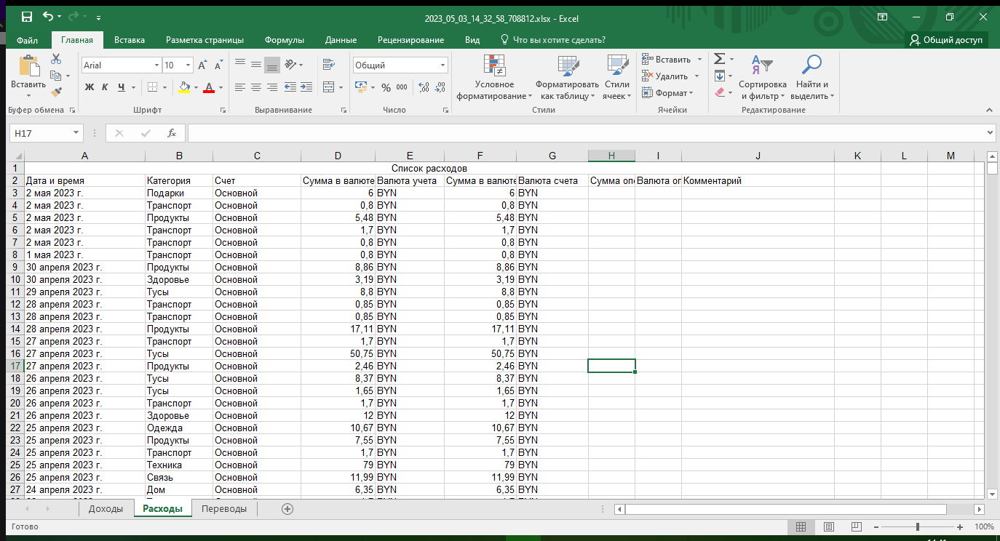 2023_05_03_14_32_58_708812.xlsx - Excel
Файл Главная Вставка Разметка страницы Формулы Данные Рецензирование Вид Что вы хотите сделать? Общий доступ
Вставить
Буфер обмена
Arial 10
Ж К Ч
Шрифт
Выравнивание
Общий
% 000
Число
Условное форматирование
Форматировать как таблицу
Стили ячеек
Стили
Вставить
Удалить
Формат
Ячейки
Сортировка и фильтр
Найти и выделить
Редактирование
H17 fx
A B C D E F G H I J K L M
1 Список расходов
2 Дата и время Категория Счет Сумма в валюте Валюта учета Сумма в валюте Валюта счета Сумма опе Валюта оп Комментарий
3 2 мая 2023 г. Подарки Основной 6 BYN 6 BYN
4 2 мая 2023 г. Транспорт Основной 0,8 BYN 0,8 BYN
5 2 мая 2023 г. Продукты Основной 5,48 BYN 5,48 BYN
6 2 мая 2023 г. Транспорт Основной 1,7 BYN 1,7 BYN
7 2 мая 2023 г. Транспорт Основной 0,8 BYN 0,8 BYN
8 1 мая 2023 г. Транспорт Основной 0,8 BYN 0,8 BYN
9 30 апреля 2023 г. Продукты Основной 8,86 BYN 8,86 BYN
10 30 апреля 2023 г. Здоровье Основной 3,19 BYN 3,19 BYN
11 29 апреля 2023 г. Тусы Основной 8,8 BYN 8,8 BYN
12 28 апреля 2023 г. Транспорт Основной 0,85 BYN 0,85 BYN
13 28 апреля 2023 г. Транспорт Основной 0,85 BYN 0,85 BYN
14 28 апреля 2023 г. Продукты Основной 17,11 BYN 17,11 BYN
15 27 апреля 2023 г. Транспорт Основной 1,7 BYN 1,7 BYN
16 27 апреля 2023 г. Тусы Основной 50,75 BYN 50,75 BYN
17 27 апреля 2023 г. Продукты Основной 2,46 BYN 2,46 BYN
18 26 апреля 2023 г. Тусы Основной 8,37 BYN 8,37 BYN
19 26 апреля 2023 г. Тусы Основной 1,65 BYN 1,65 BYN
20 26 апреля 2023 г. Транспорт Основной 1,7 BYN 1,7 BYN
21 26 апреля 2023 г. Здоровье Основной 12 BYN 12 BYN
22 25 апреля 2023 г. Одежда Основной 10,67 BYN 10,67 BYN
23 25 апреля 2023 г. Продукты Основной 7,55 BYN 7,55 BYN
24 25 апреля 2023 г. Транспорт Основной 1,7 BYN 1,7 BYN
25 25 апреля 2023 г. Техника Основной 79 BYN 79 BYN
26 25 апреля 2023 г. Связь Основной 11,99 BYN 11,99 BYN
27 24 апреля 2023 г. Дом Основной 6,35 BYN 6,35 BYN
Доходы Расходы Переводы
Готово 100%